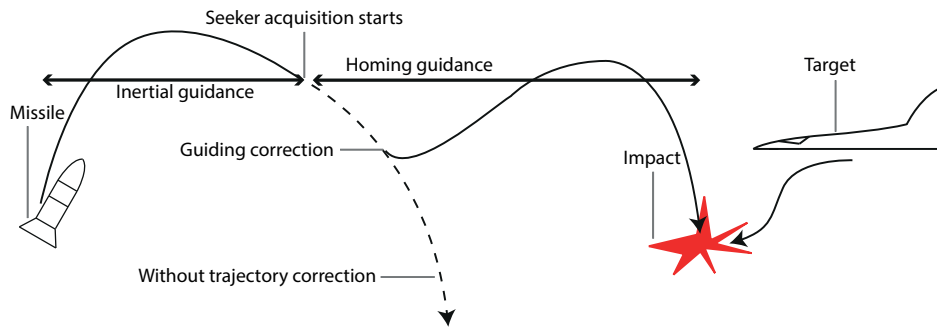 Seeker acquisition starts
Homing guidance
Target
Inertial guidance
Missile
Guiding correction
Impact
Without trajectory correction